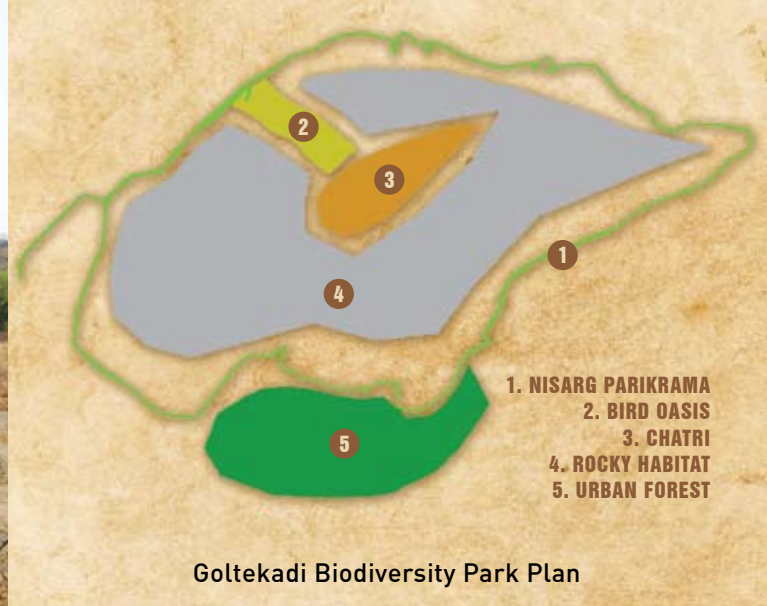 2
3
1
4
5
1. NISARG PARIKRAMA
2. BIRD OASIS
3. CHATRI
4. ROCKY HABITAT
5. URBAN FOREST
Goltekadi Biodiversity Park Plan